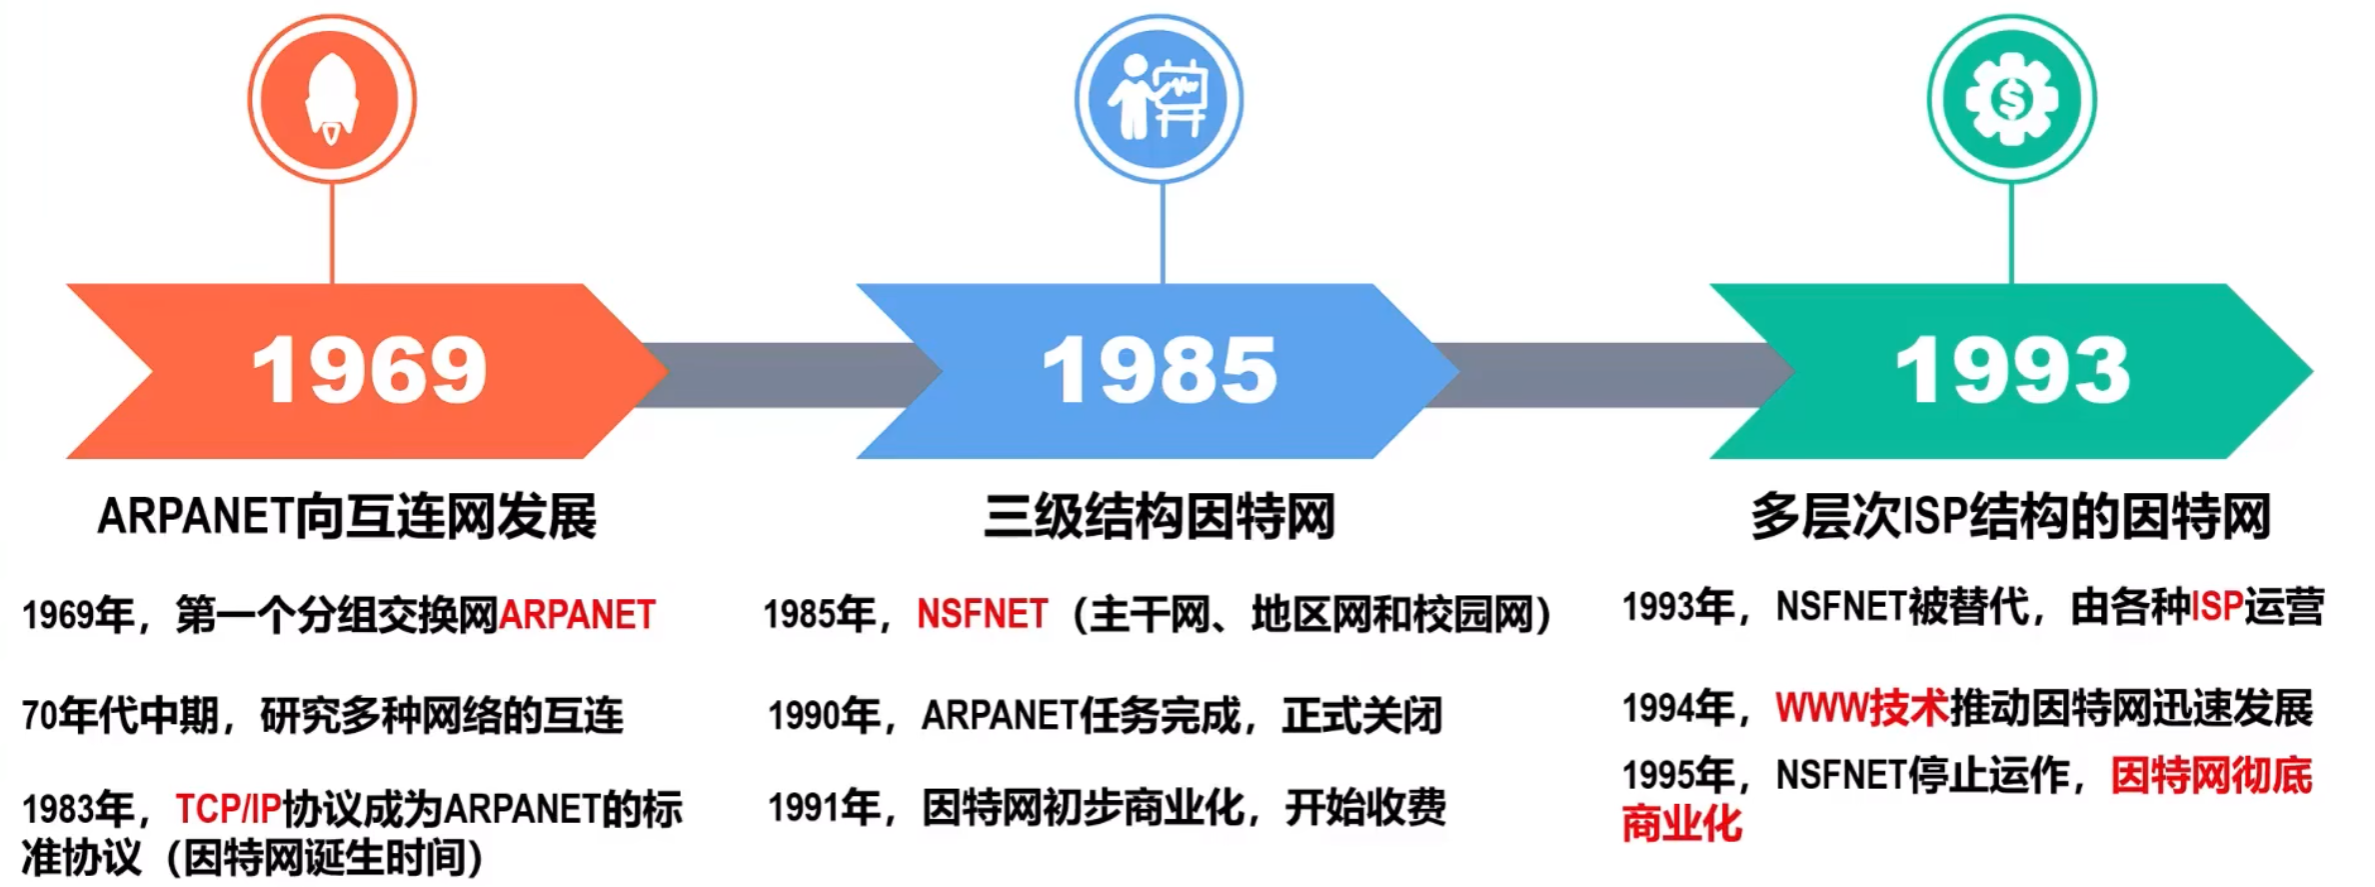 1969
1985
1993
ARPANET向互连网发展
1969年，第一个分组交换网ARPANET
70年代中期，研究多种网络的互连
1983年，TCP/IP协议成为ARPANET的标
准协议（因特网诞生时间）
三级结构因特网
1985年，NSFNET（主干网、地区网和校园网）
1990年，ARPANET任务完成，正式关闭
1991年，因特网初步商业化，开始收费
多层次ISP结构的因特网
1993年，NSFNET被替代，由各种ISP运营
1994年，WWW技术推动因特网迅速发展
1995年，NSFNET停止运作，因特网彻底
商业化
$